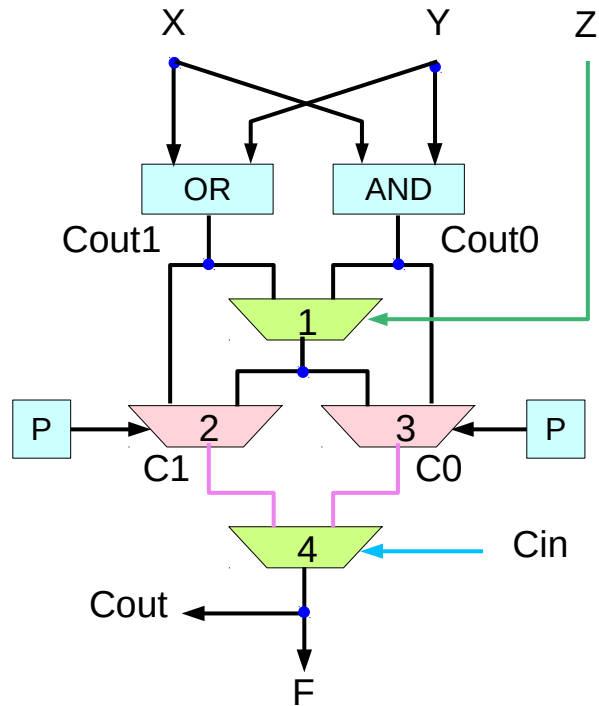 X Y Z
OR AND
Cout1 Cout0
1
P 2 3 P
C1 C0
4 Cin
Cout
F